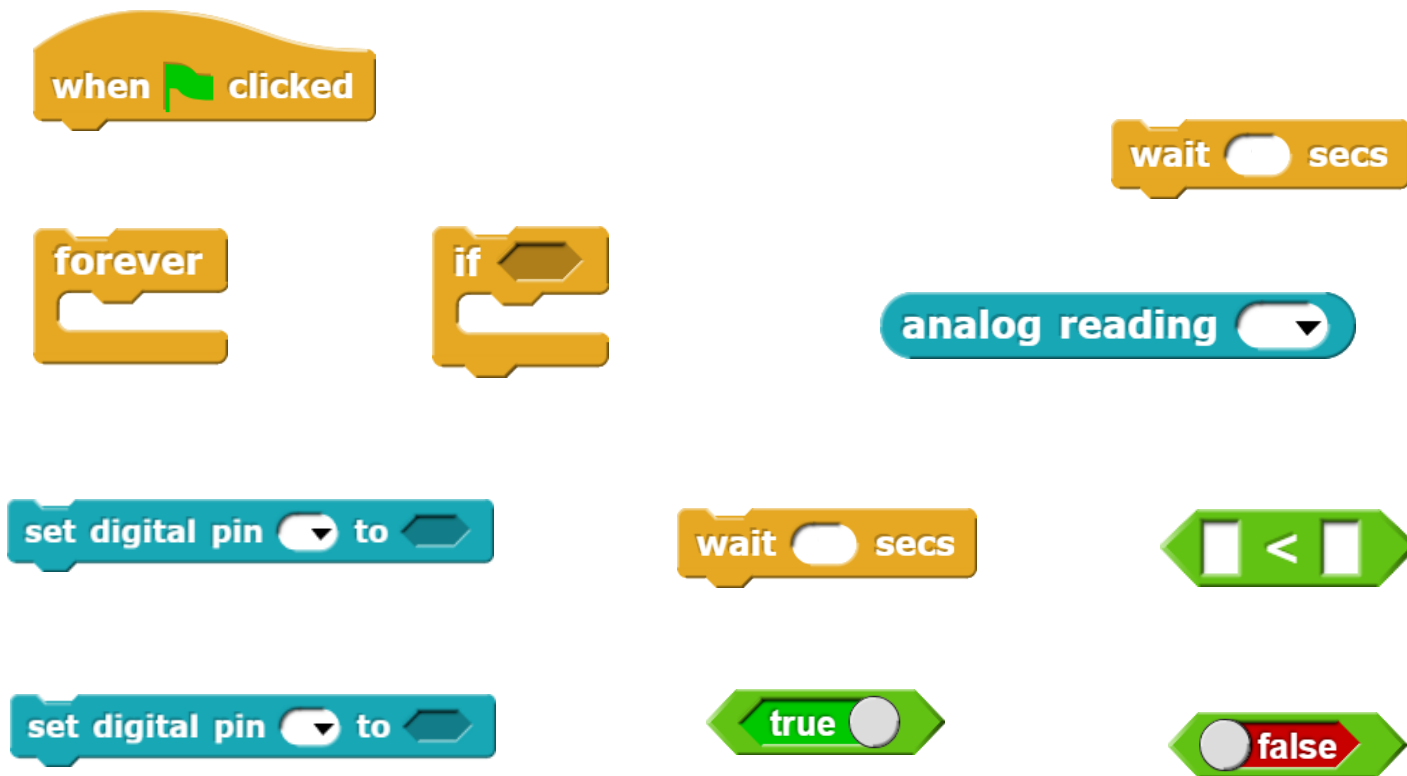 when clicked
wait secs
forever
if
analog reading
set digital pin to
wait secs
<
set digital pin to
true
false